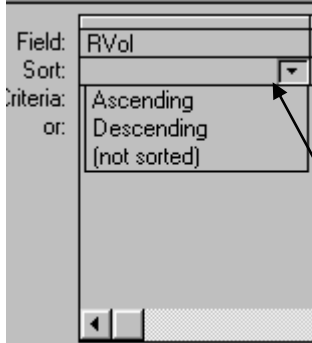 Field: RVol
Sort:
Criteria: Ascending
or: Descending
(not sorted)